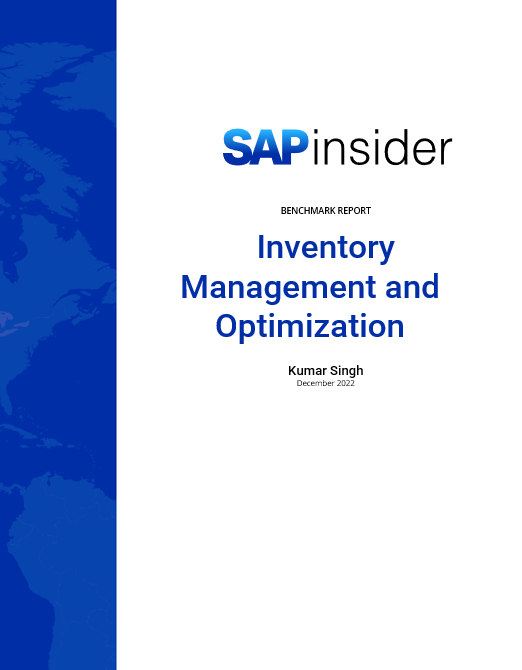 SAPinsider
BENCHMARK REPORT
Inventory
Management and
Optimization
Kumar Singh
December 2022